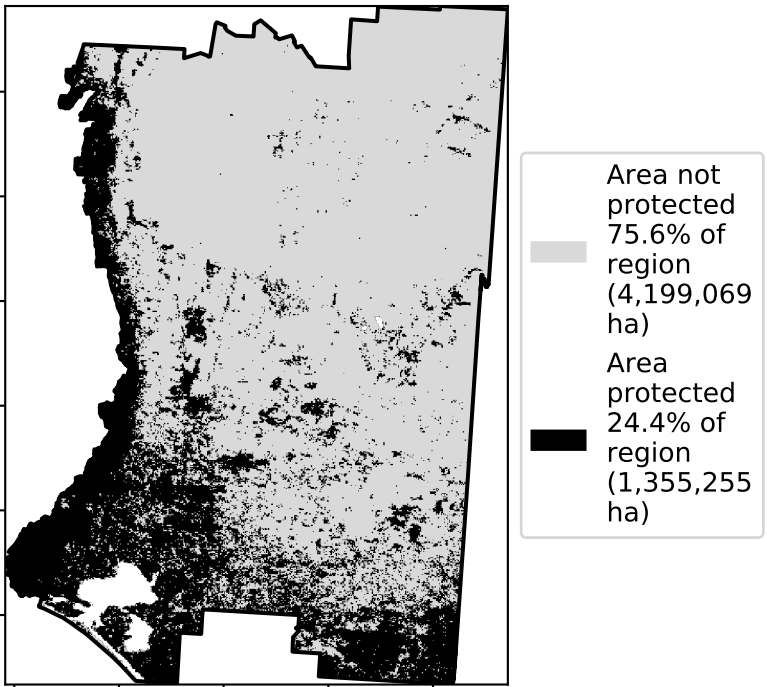 Area not
protected
75.6% of
region
(4,199,069
ha)
Area
protected
24.4% of
region
(1,355,255
ha)